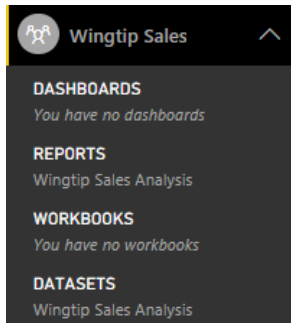 Wingtip Sales
DASHBOARDS
You have no dashboards
REPORTS
Wingtip Sales Analysis
WORKBOOKS
You have no workbooks
DATASETS
Wingtip Sales Analysis